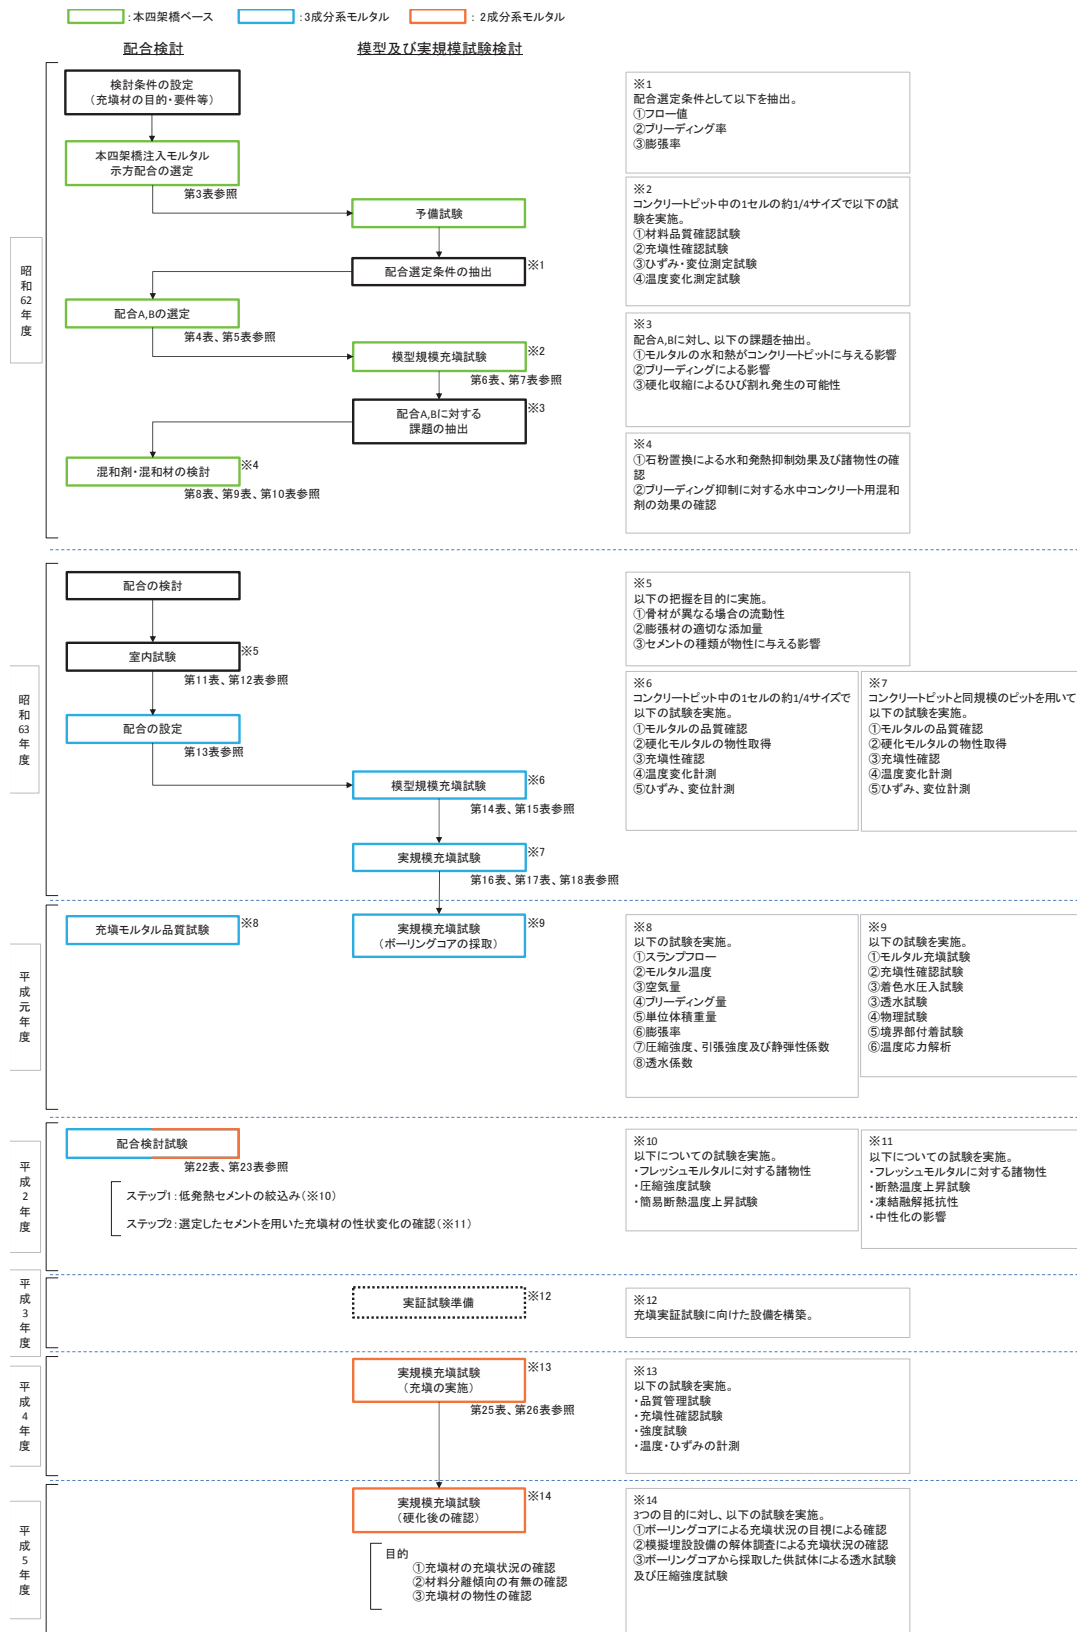 ：本四架橋ベース
：3成分系モルタル
：2成分系モルタル
配合検討
模型及び実規模試験検討
昭和62年度
検討条件の設定
（充填材の目的・要件等）
本四架橋注入モルタル
示方配合の選定
第3表参照
予備試験
配合選定条件の抽出
※1
配合A,Bの選定
第4表、第5表参照
模型規模充填試験
※2
第6表、第7表参照
配合A,Bに対する
課題の抽出
※3
混和剤・混和材の検討
※4
第8表、第9表、第10表参照
※1
配合選定条件として以下を抽出。
①フロー値
②ブリーディング率
③膨張率
※2
コンクリートピット中の1セルの約1/4サイズで以下の試
験を実施。
①材料品質確認試験
②充填性確認試験
③ひずみ・変位測定試験
④温度変化測定試験
※3
配合A,Bに対し、以下の課題を抽出。
①モルタルの水和熱がコンクリートピットに与える影響
②ブリーディングによる影響
③硬化収縮によるひび割れ発生の可能性
※4
①石粉置換による水和発熱抑制効果及び諸物性の確
認
②ブリーディング抑制に対する水中コンクリート用混和
剤の効果の確認
昭和63年度
配合の検討
室内試験
※5
第11表、第12表参照
配合の設定
第13表参照
模型規模充填試験
※6
第14表、第15表参照
実規模充填試験
※7
第16表、第17表、第18表参照
※5
以下の把握を目的に実施。
①骨材が異なる場合の流動性
②膨張材の適切な添加量
③セメントの種類が物性に与える影響
※6
コンクリートピット中の1セルの約1/4サイズで
以下の試験を実施。
①モルタルの品質確認
②硬化モルタルの物性取得
③充填性確認
④温度変化計測
⑤ひずみ、変位計測
※7
コンクリートピットと同規模のピットを用いて
以下の試験を実施。
①モルタルの品質確認
②硬化モルタルの物性取得
③充填性確認
④温度変化計測
⑤ひずみ、変位計測
平成元年度
充填モルタル品質試験
※8
実規模充填試験
（ボーリングコアの採取）
※9
※8
以下の試験を実施。
①スランプフロー
②モルタル温度
③空気量
④ブリーディング量
⑤単位体積重量
⑥膨張率
⑦圧縮強度、引張強度及び静弾性係数
⑧透水係数
※9
以下の試験を実施。
①モルタル充填試験
②充填性確認試験
③着色水圧入試験
③透水試験
④物理試験
⑤境界部付着試験
⑥温度応力解析
平成2年度
配合検討試験
第22表、第23表参照
ステップ1：低発熱セメントの絞込み（※10）
ステップ2：選定したセメントを用いた充填材の性状変化の確認（※11）
※10
以下についての試験を実施。
・フレッシュモルタルに対する諸物性
・圧縮強度試験
・簡易断熱温度上昇試験
※11
以下についての試験を実施。
・フレッシュモルタルに対する諸物性
・断熱温度上昇試験
・凍結融解抵抗性
・中性化の影響
平成3年度
実証試験準備
※12
※12
充填実証試験に向けた設備を構築。
平成4年度
実規模充填試験
（充填の実施）
※13
第25表、第26表参照
※13
以下の試験を実施。
・品質管理試験
・充填性確認試験
・強度試験
・温度・ひずみの計測
平成5年度
実規模充填試験
（硬化後の確認）
※14
目的
①充填材の充填状況の確認
②材料分離傾向の有無の確認
③充填材の物性の確認
※14
3つの目的に対し、以下の試験を実施。
①ボーリングコアによる充填状況の目視による確認
②模擬埋設設備の解体調査による充填状況の確認
③ボーリングコアから採取した供試体による透水試験
及び圧縮強度試験